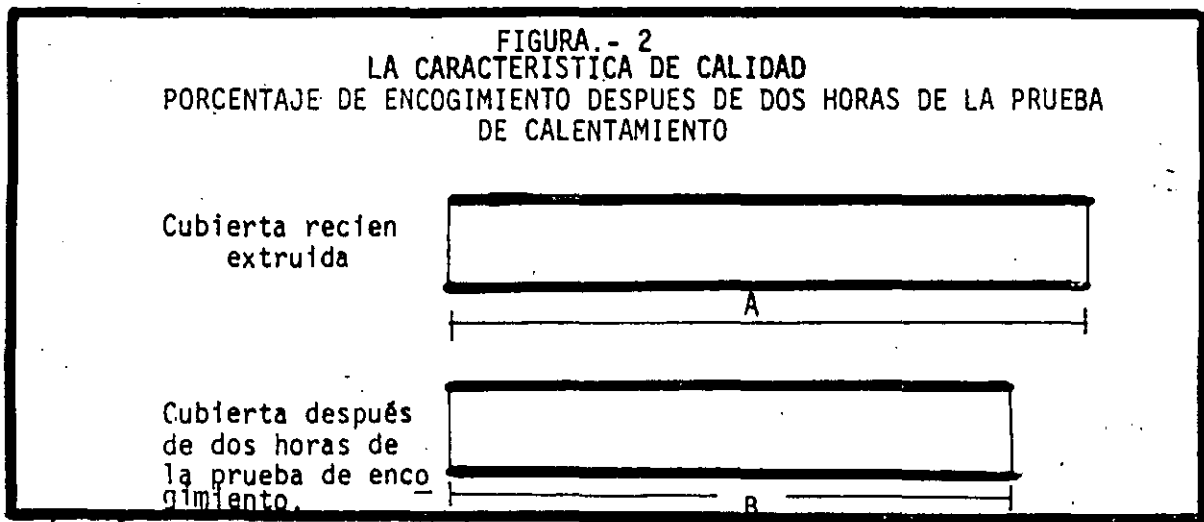 FIGURA.- 2
LA CARACTERISTICA DE CALIDAD
PORCENTAJE DE ENCOGIMIENTO DESPUES DE DOS HORAS DE LA PRUEBA
DE CALENTAMIENTO
Cubierta recien
extruida
A
Cubierta después
de dos horas de
la prueba de enco
gimiento.
B